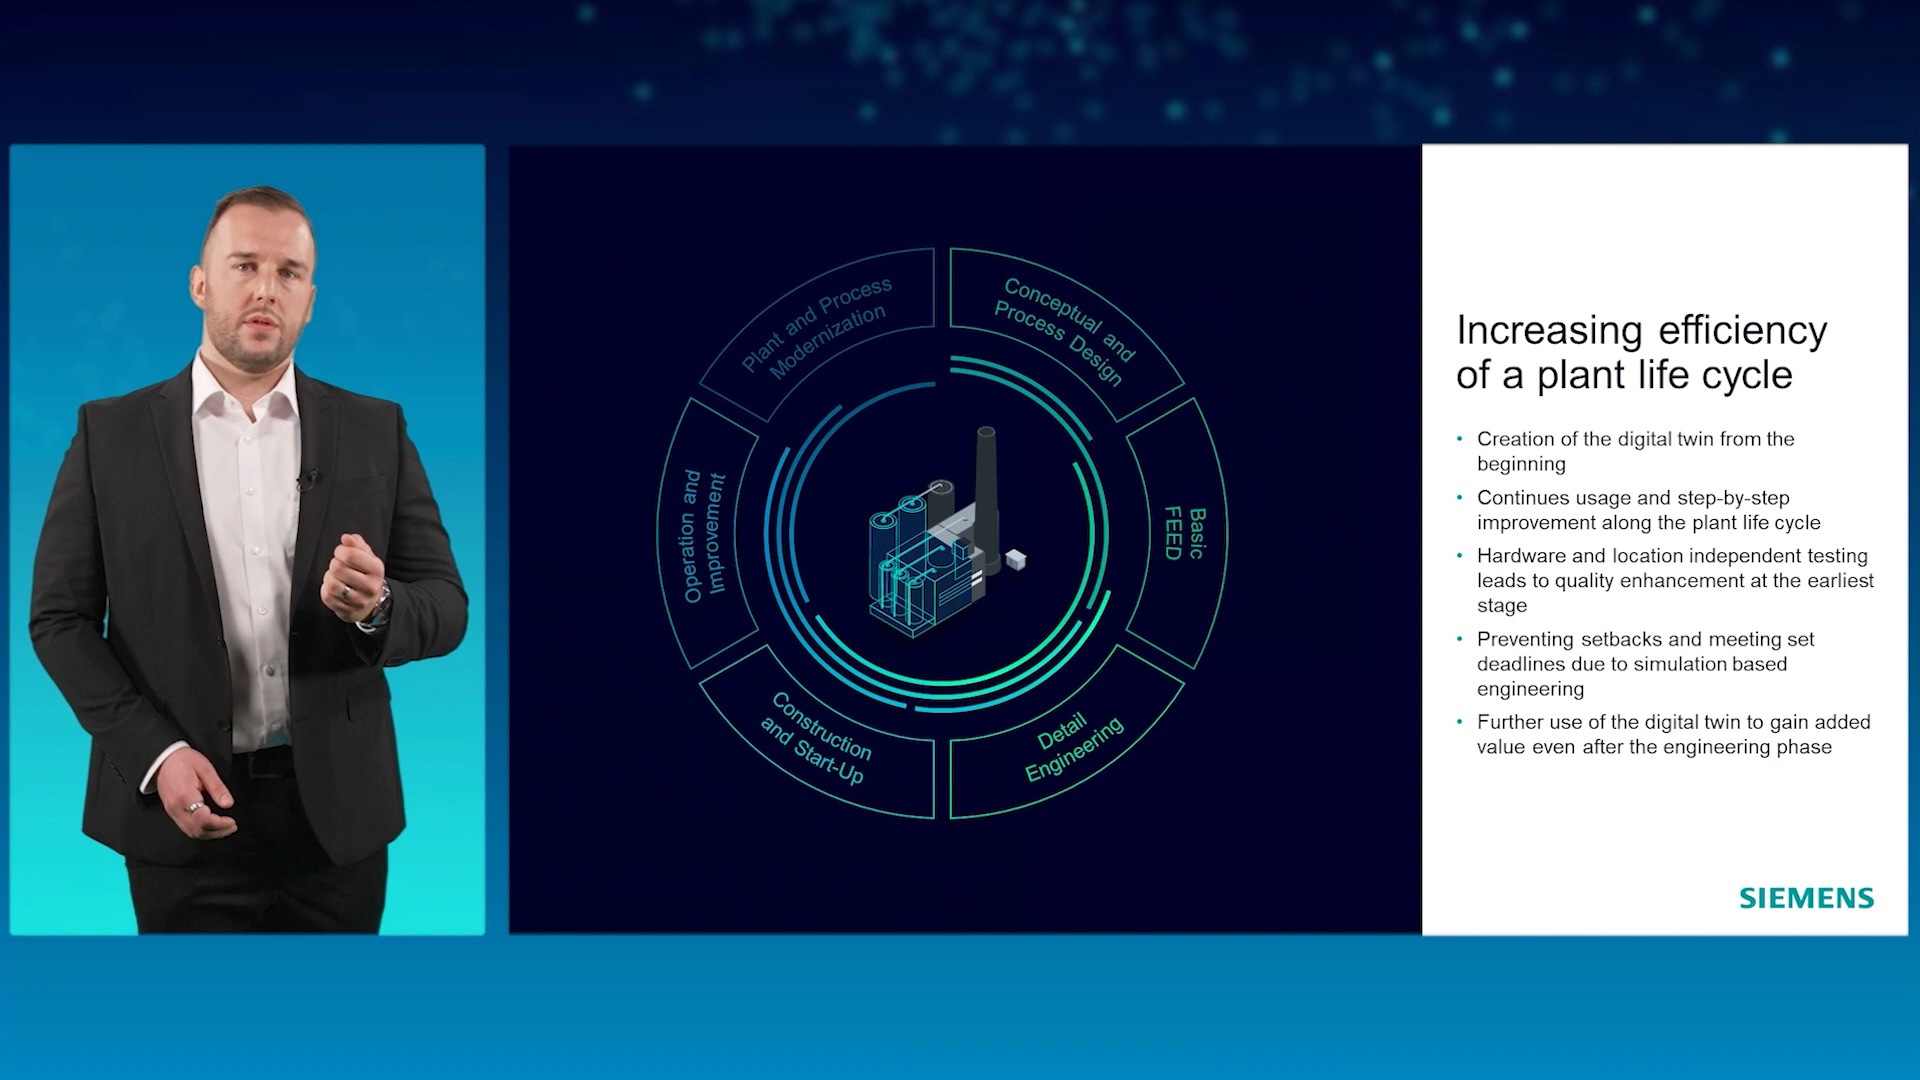 Plant and Process
Modernization
Conceptual and
Process Design
Operation and
Improvement
Basic
FEED
Construction
and Start-Up
Detail
Engineering
Increasing efficiency
of a plant life cycle
• Creation of the digital twin from the
beginning
• Continues usage and step-by-step
improvement along the plant life cycle
• Hardware and location independent testing
leads to quality enhancement at the earliest
stage
• Preventing setbacks and meeting set
deadlines due to simulation based
engineering
• Further use of the digital twin to gain added
value even after the engineering phase
SIEMENS